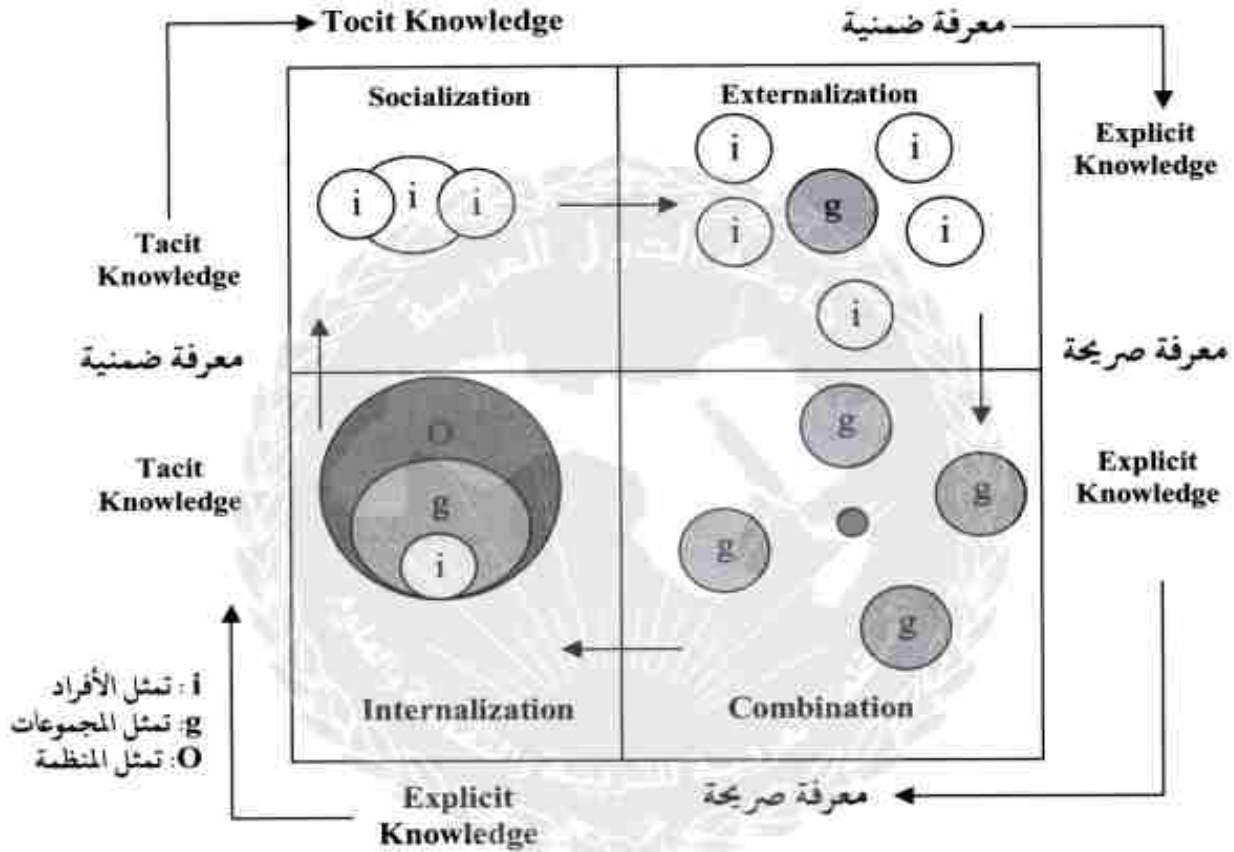 Tocit Knowledge
معرفة ضمنية
Socialization
Externalization
Explicit
Knowledge
i
i
i
i
i
g
i
i
i
Tacit
Knowledge
معرفة ضمنية
معرفة صريحة
O
g
i
g
g
g
g
Tacit
Knowledge
Explicit
Knowledge
i : تمثل الأفراد
g: تمثل المجموعات
O: تمثل المنظمة
Internalization
Combination
Explicit
Knowledge
معرفة صريحة